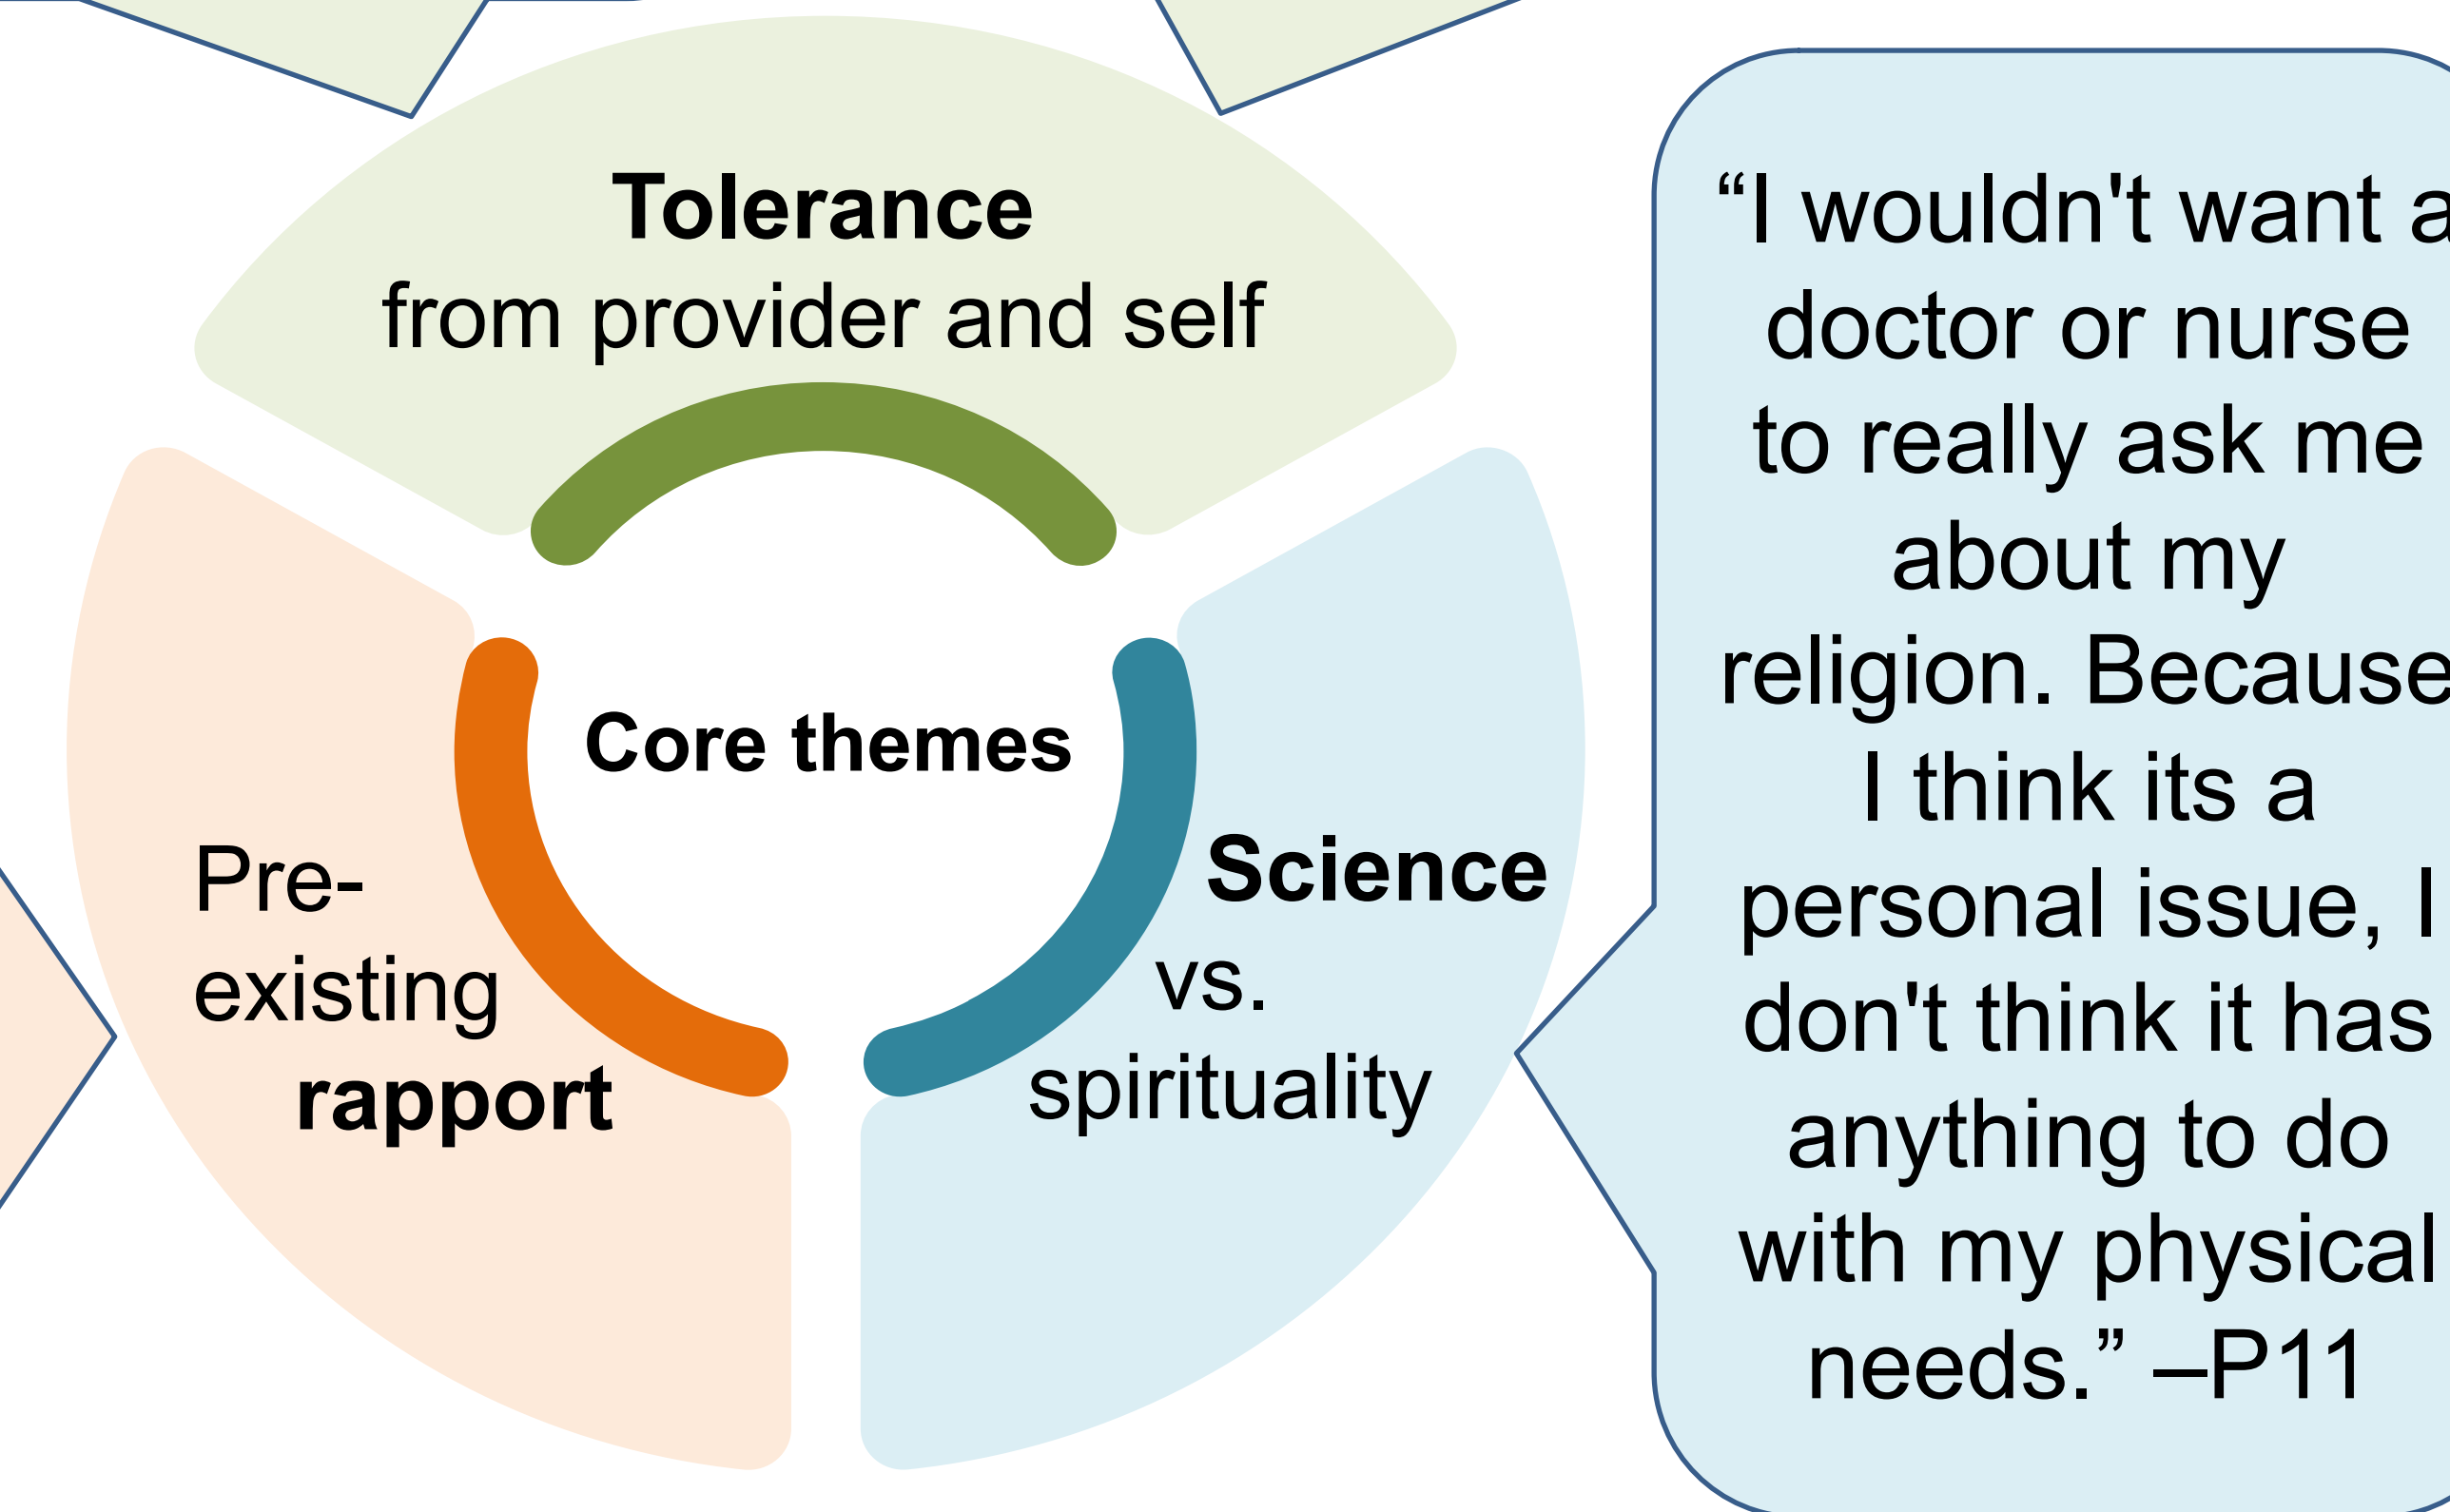 Tolerance
from provider and self
Core themes
Pre-
existing
rapport
Science
vs.
spirituality
“I wouldn't want a
doctor or nurse
to really ask me
about my
religion. Because
I think its a
personal issue, I
don't think it has
anything to do
with my physical
needs.” –P11